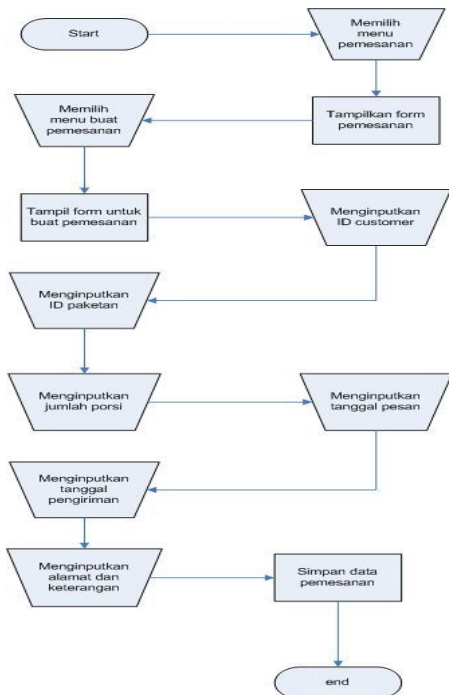 Start
Memilih
menu
pemesanan
Tampilkan form
pemesanan
Memilih
menu buat
pemesanan
Tampil form untuk
buat pemesanan
Menginputkan
ID customer
Menginputkan
ID paketan
Menginputkan
jumlah porsi
Menginputkan
tanggal pesan
Menginputkan
tanggal
pengiriman
Menginputkan
alamat dan
keterangan
Simpan data
pemesanan
end